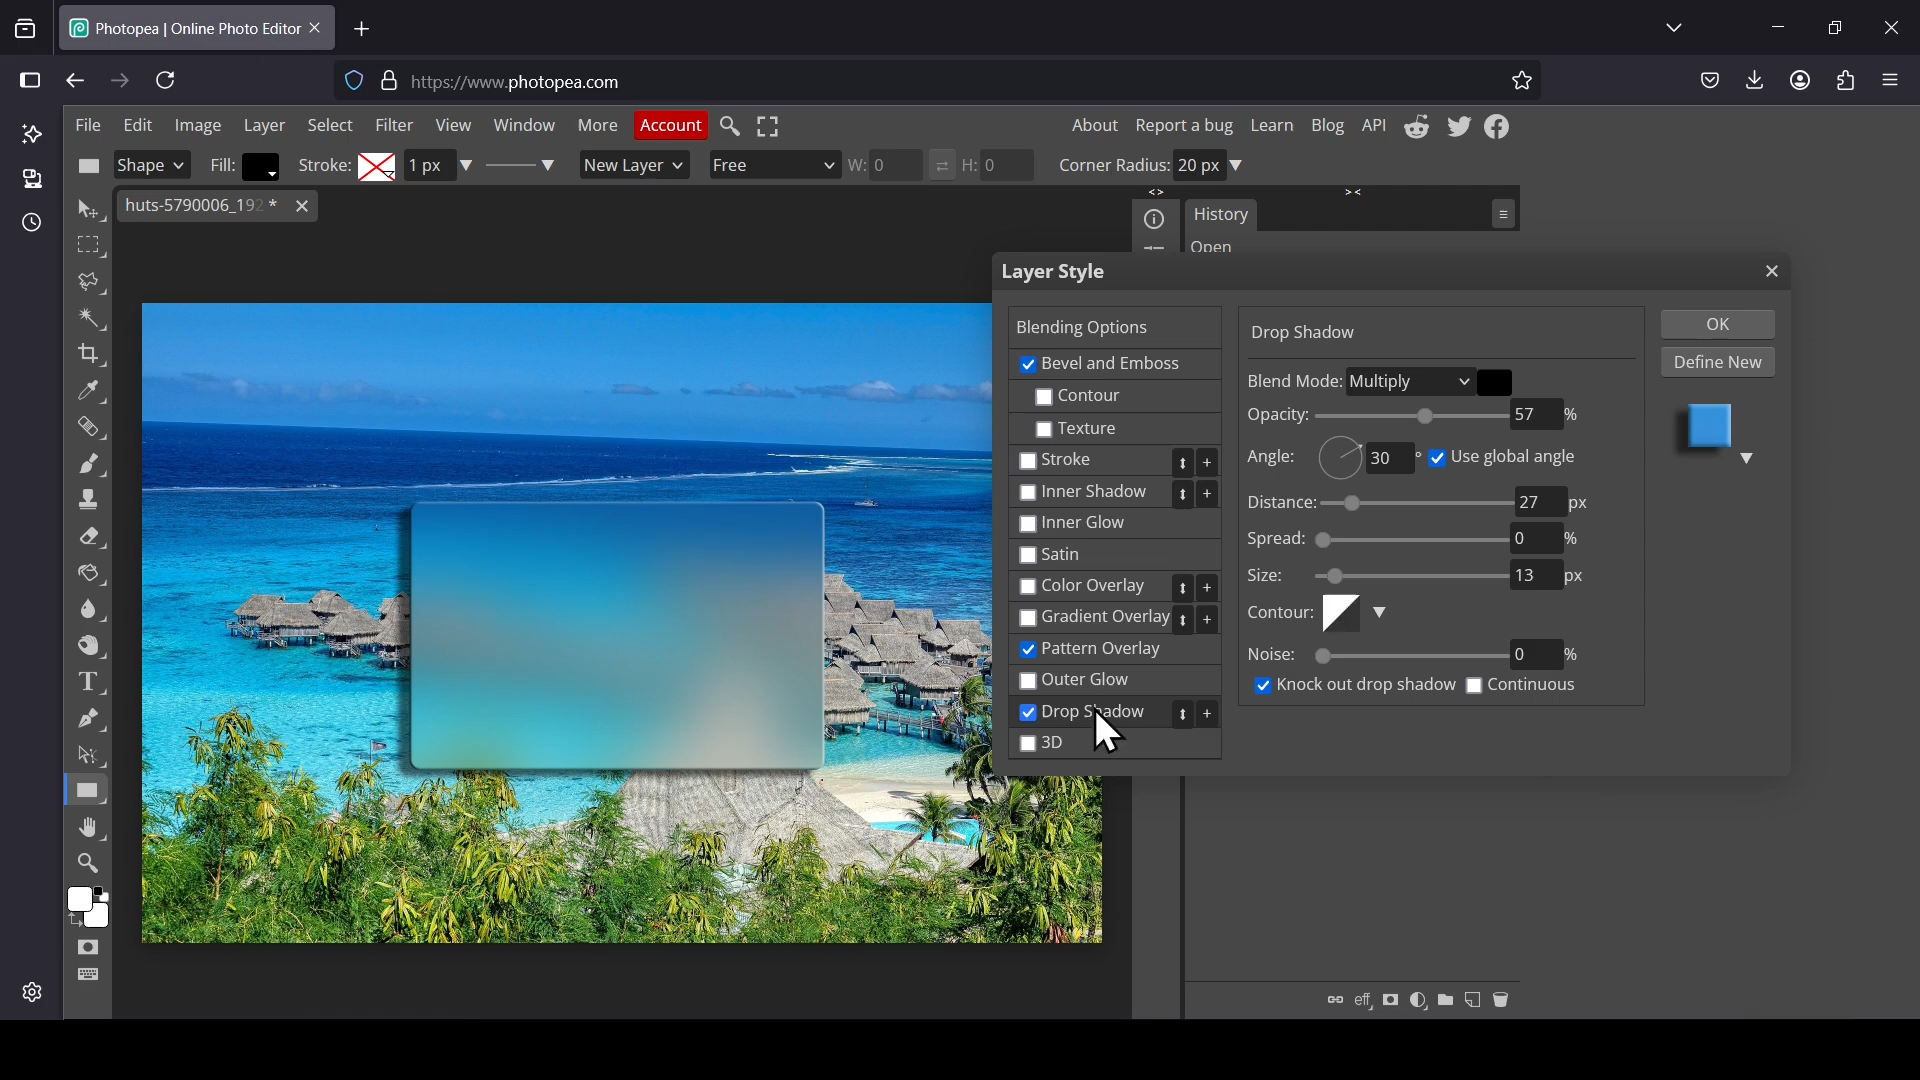 Photopea | Online Photo Editor
https://www.photopea.com
File Edit Image Layer Select Filter View Window More Account About Report a bug Learn Blog API
Shape Fill: Stroke: 1 px New Layer Free W: 0 H: 0 Corner Radius: 20 px
huts-5790006_192 *
History
Open
Layer Style
Blending Options
Bevel and Emboss
Contour
Texture
Stroke
Inner Shadow
Inner Glow
Satin
Color Overlay
Gradient Overlay
Pattern Overlay
Outer Glow
Drop Shadow
3D
Drop Shadow
Blend Mode: Multiply
Opacity: 57 %
Angle: 30 ° Use global angle
Distance: 27 px
Spread: 0 %
Size: 13 px
Contour:
Noise: 0 %
Knock out drop shadow Continuous
OK
Define New
eff